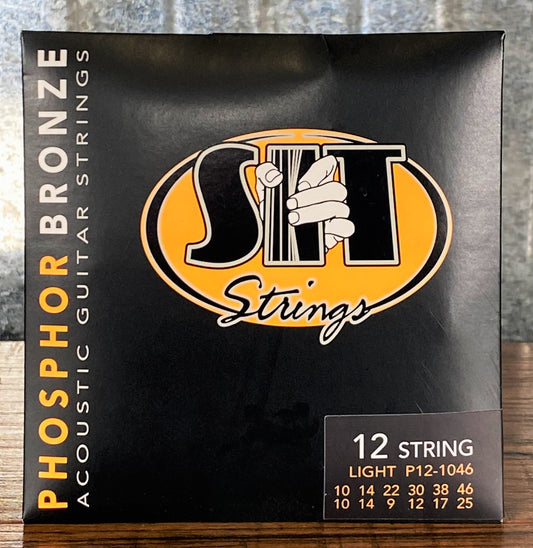 PHOSPHOR BRONZE
ACOUSTIC GUITAR STRINGS
SIT
Strings
12 STRING
LIGHT P12-1046
10 14 22 30 38 46
10 14 9 12 17 25